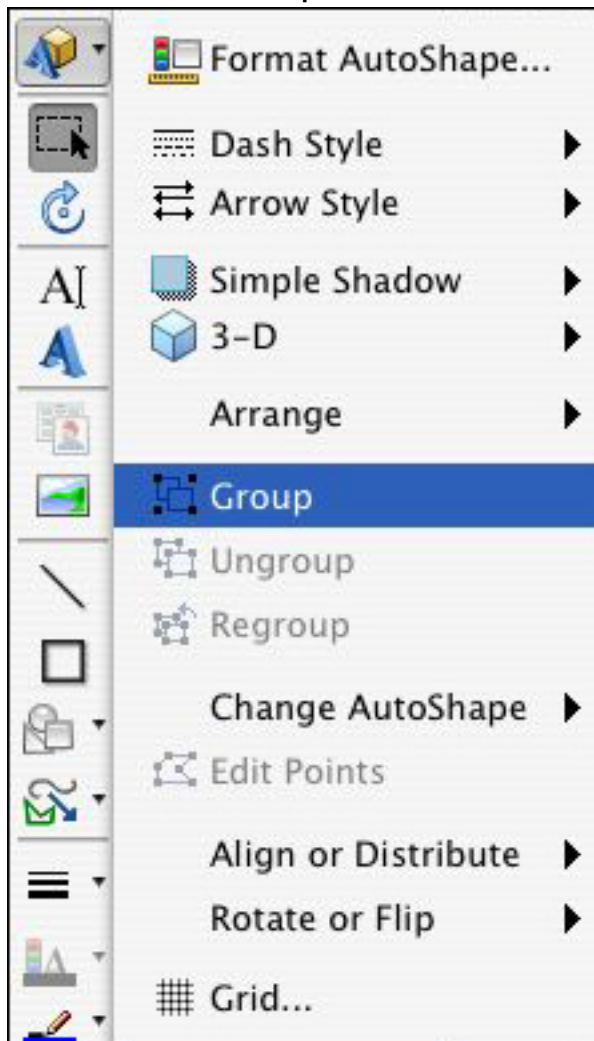 Format AutoShape...
Dash Style
Arrow Style
Simple Shadow
3-D
Arrange
Group
Ungroup
Regroup
Change AutoShape
Edit Points
Align or Distribute
Rotate or Flip
Grid...